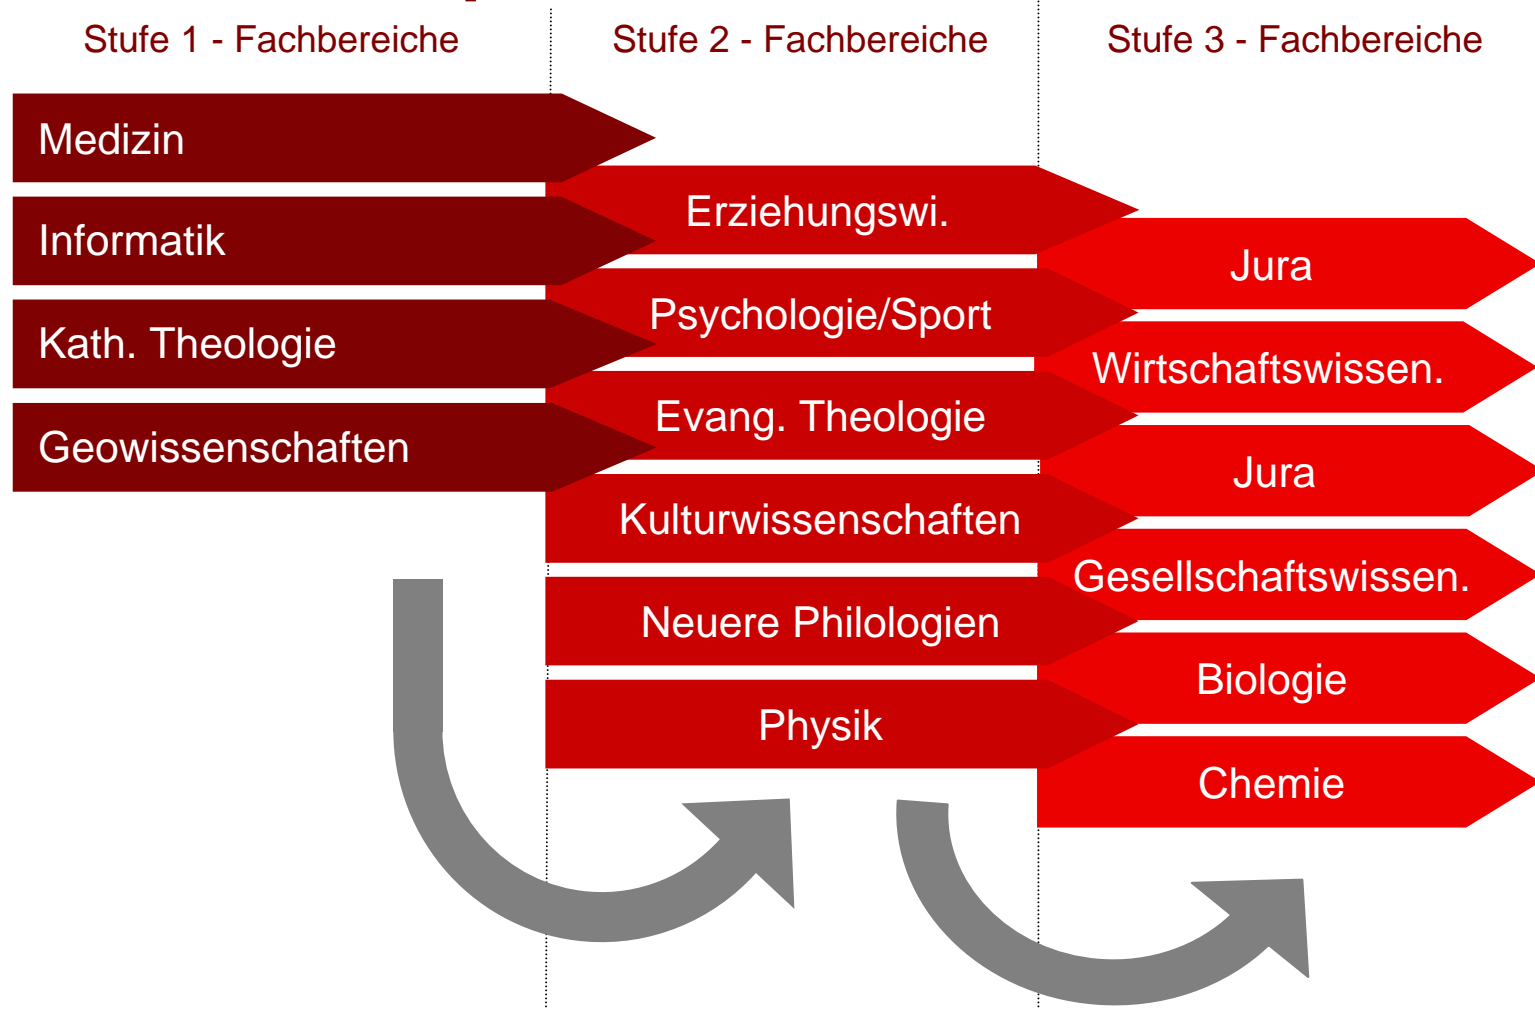 Stufe 1 - Fachbereiche
Stufe 2 - Fachbereiche
Stufe 3 - Fachbereiche
Medizin
Informatik
Kath. Theologie
Geowissenschaften
Erziehungswi.
Psychologie/Sport
Evang. Theologie
Kulturwissenschaften
Neuere Philologien
Physik
Jura
Wirtschaftswissen.
Jura
Gesellschaftswissen.
Biologie
Chemie